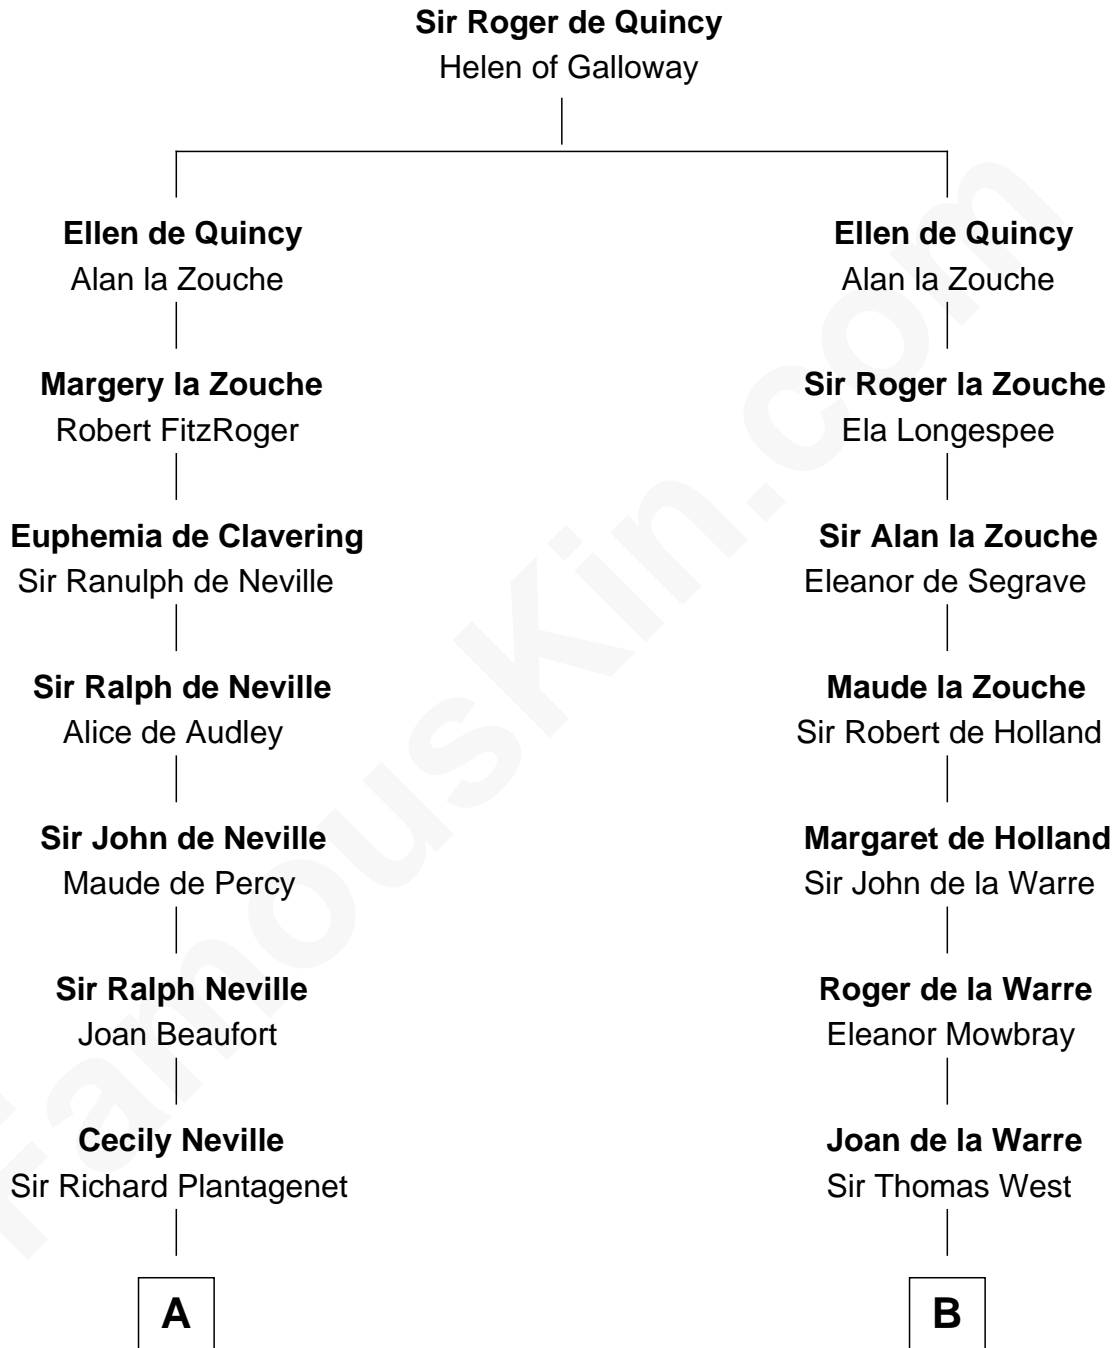 Sir Roger de Quincy
Helen of Galloway
Ellen de Quincy
Alan la Zouche
Margery la Zouche
Robert FitzRoger
Euphemia de Clavering
Sir Ranulph de Neville
Sir Ralph de Neville
Alice de Audley
Sir John de Neville
Maude de Percy
Sir Ralph Neville
Joan Beaufort
Cecily Neville
Sir Richard Plantagenet
A
Ellen de Quincy
Alan la Zouche
Sir Roger la Zouche
Ela Longespee
Sir Alan la Zouche
Eleanor de Segrave
Maude la Zouche
Sir Robert de Holland
Margaret de Holland
Sir John de la Warre
Roger de la Warre
Eleanor Mowbray
Joan de la Warre
Sir Thomas West
B
FamousKin.com